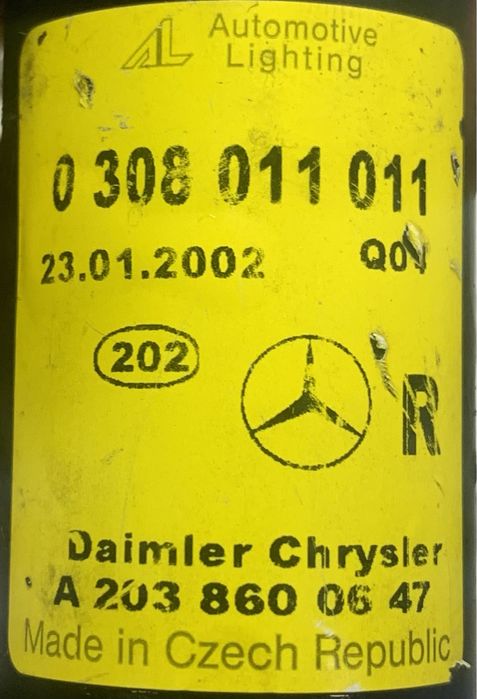 AL Automotive
Lighting
0 308 011 011
23.01.2002
202
R
Daimler Chrysler
A 203 860 06 47
Made in Czech Republic